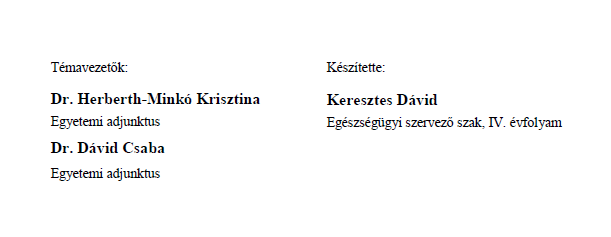 Témavezetők:
Dr. Herberth-Minkó Krisztina
Egyetemi adjunktus
Dr. Dávid Csaba
Egyetemi adjunktus
Készítette:
Keresztes Dávid
Egészségügyi szervező szak, IV. évfolyam